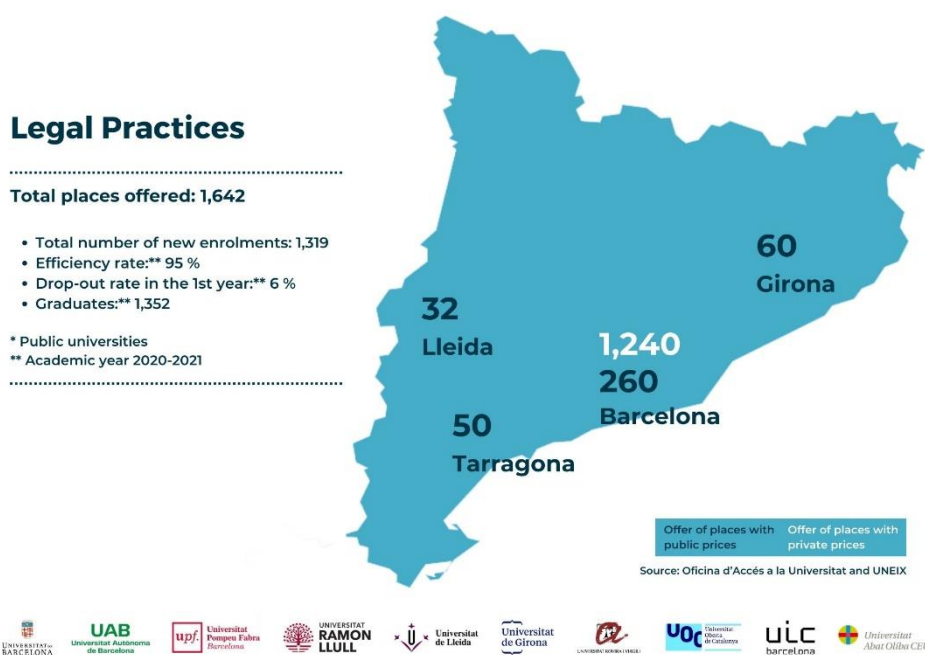 Legal Practices
Total places offered: 1,642
• Total number of new enrolments: 1,319
• Efficiency rate:** 95 %
• Drop-out rate in the 1st year:** 6 %
• Graduates:** 1,352
* Public universities
** Academic year 2020-2021
60
Girona
32
Lleida
1,240
260
Barcelona
50
Tarragona
Offer of places with
public prices
Offer of places with
private prices
Source: Oficina d'Accés a la Universitat and UNEIX
UNIVERSITAT DE
BARCELONA
UAB
Universitat Autònoma
de Barcelona
upf.
Universitat
Pompeu Fabra
Barcelona
UNIVERSITAT
RAMON
LLULL
Universitat
de Lleida
Universitat
de Girona
UNIVERSITAT ROVIRA i VIRGILI
UOC
Universitat
Oberta
de Catalunya
uic
barcelona
Universitat
Abat Oliba CEU